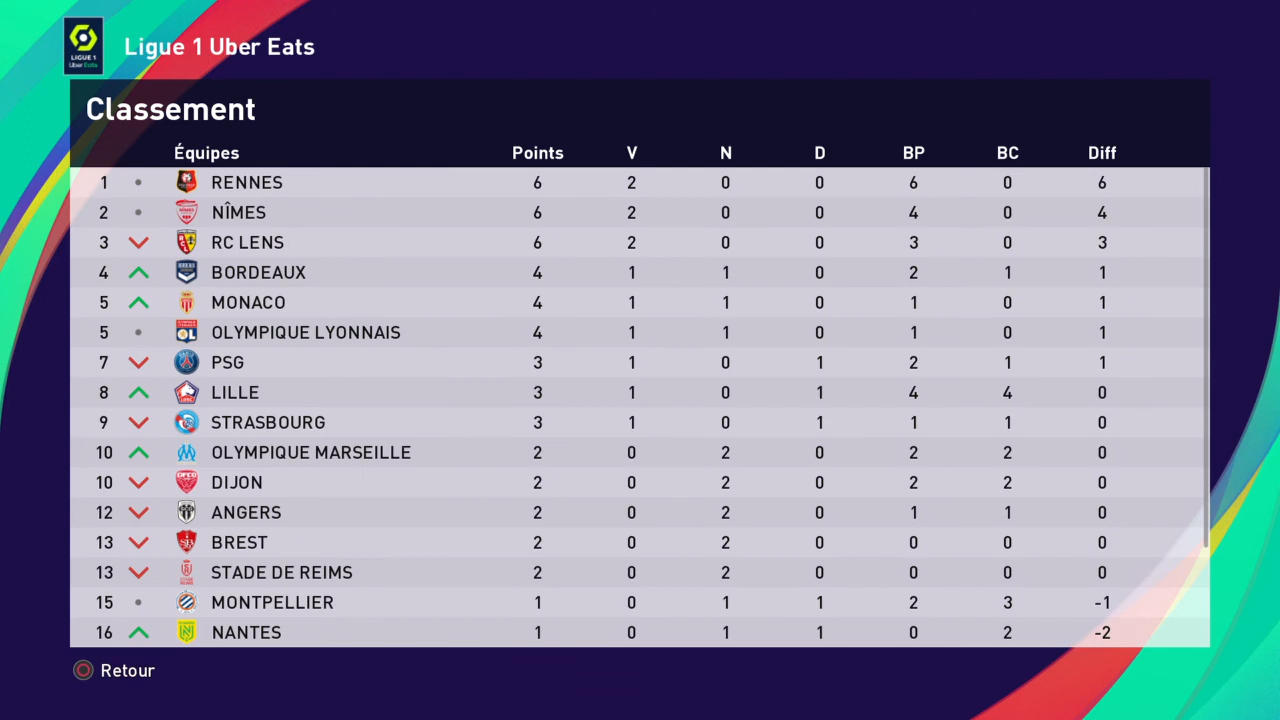 LIGUE 1
Uber Eats
Ligue 1 Uber Eats
Classement
Équipes Points V N D BP BC Diff
1 RENNES 6 2 0 0 6 0 6
2 NÎMES 6 2 0 0 4 0 4
3 RC LENS 6 2 0 0 3 0 3
4 BORDEAUX 4 1 1 0 2 1 1
5 MONACO 4 1 1 0 1 0 1
5 OLYMPIQUE LYONNAIS 4 1 1 0 1 0 1
7 PSG 3 1 0 1 2 1 1
8 LILLE 3 1 0 1 4 4 0
9 STRASBOURG 3 1 0 1 1 1 0
10 OLYMPIQUE MARSEILLE 2 0 2 0 2 2 0
10 DIJON 2 0 2 0 2 2 0
12 ANGERS 2 0 2 0 1 1 0
13 BREST 2 0 2 0 0 0 0
13 STADE DE REIMS 2 0 2 0 0 0 0
15 MONTPELLIER 1 0 1 1 2 3 -1
16 NANTES 1 0 1 1 0 2 -2
Retour